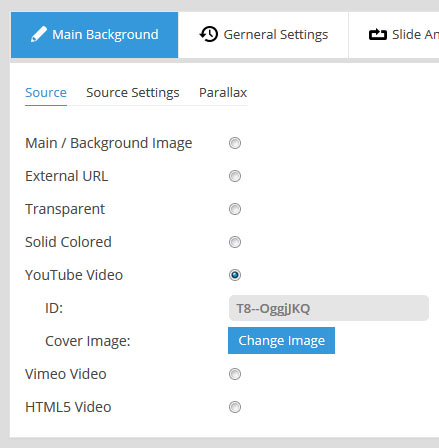 Main Background Gerneral Settings Slide An
Source Source Settings Parallax
Main / Background Image
External URL
Transparent
Solid Colored
YouTube Video
ID: T8--OggjJKQ
Cover Image: Change Image
Vimeo Video
HTML5 Video